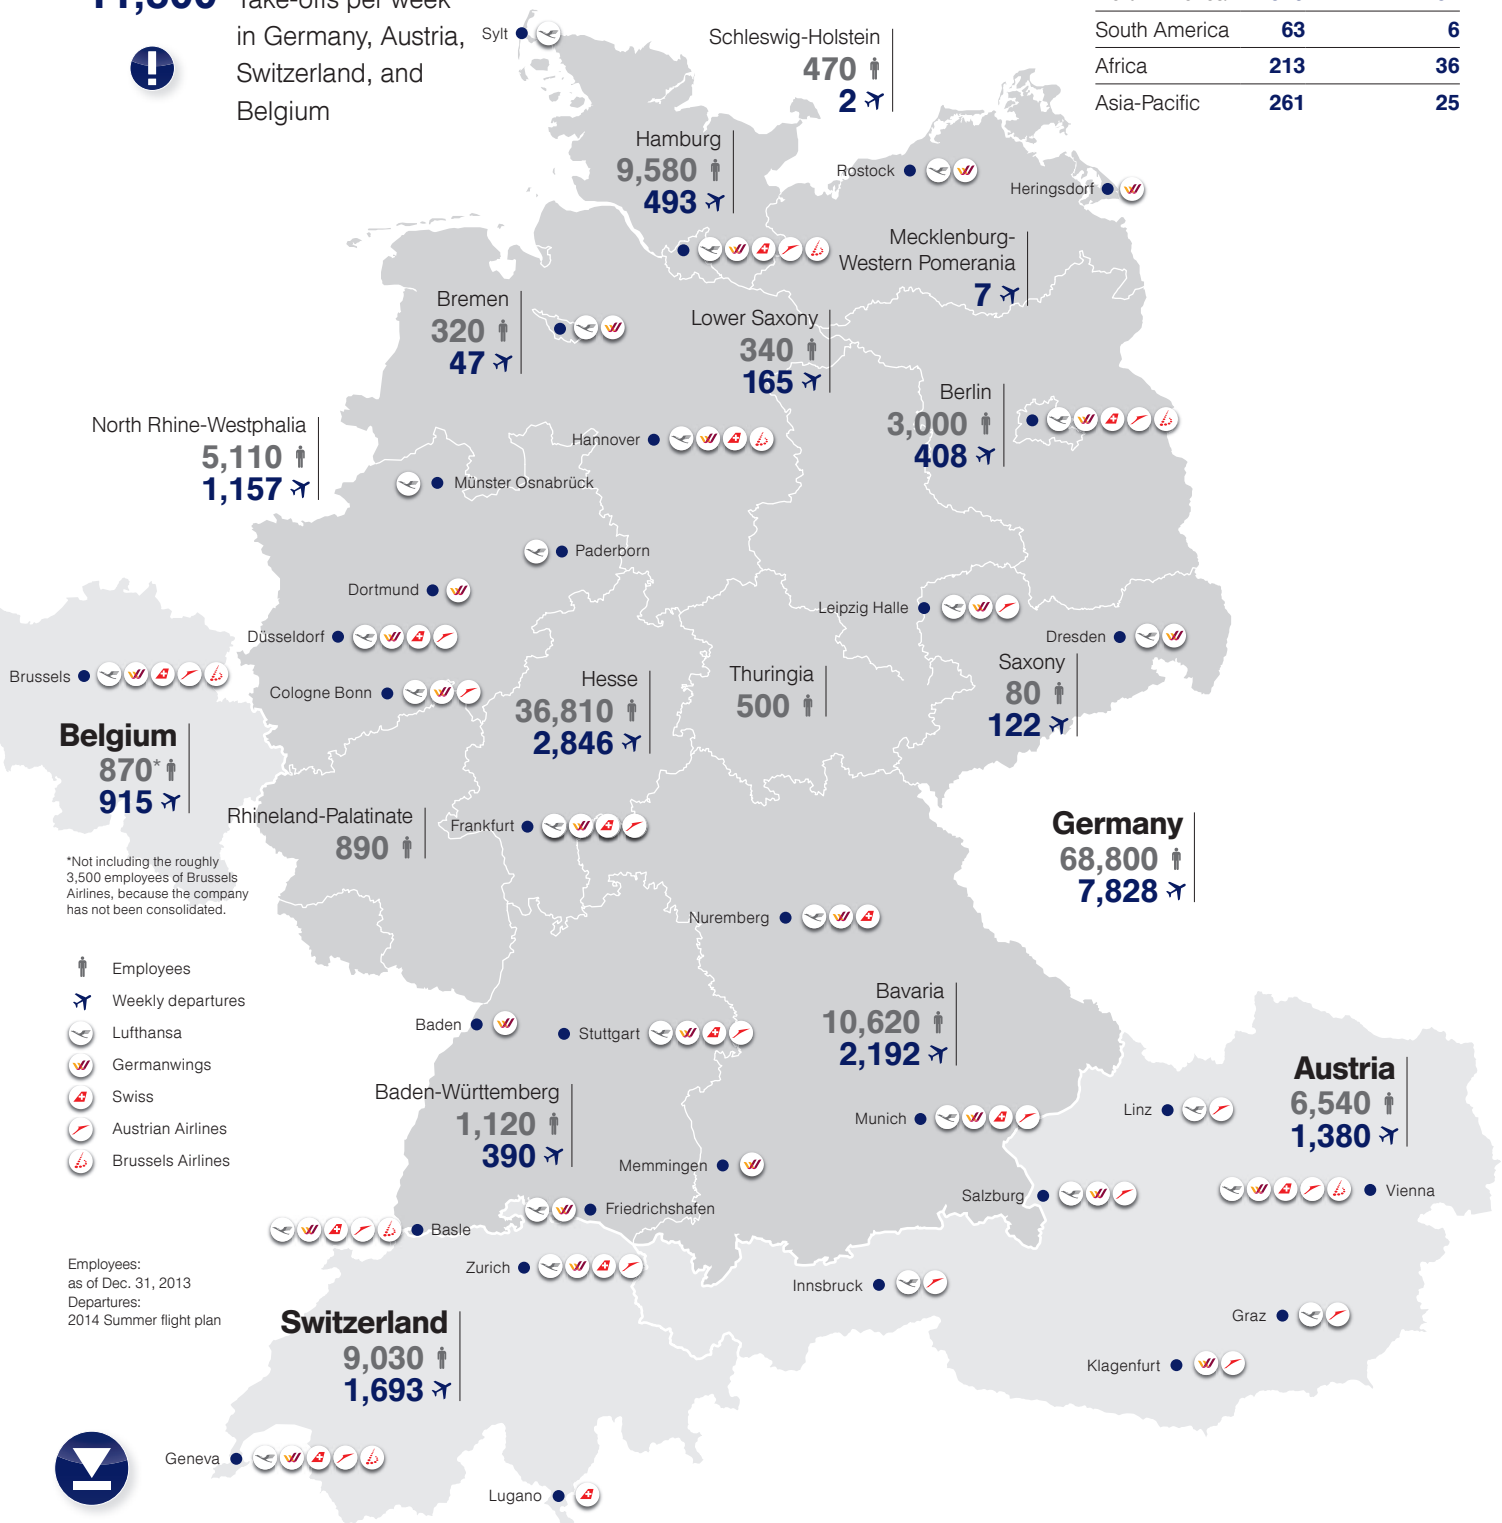 Take-offs per week
in Germany, Austria,
Switzerland, and
Belgium
South America 63 6
Africa 213 36
Asia-Pacific 261 25
Sylt
Schleswig-Holstein
470
2
Hamburg
9,580
493
Rostock
Heringsdorf
Mecklenburg-
Western Pomerania
7
Bremen
320
47
Lower Saxony
340
165
Berlin
3,000
408
North Rhine-Westphalia
5,110
1,157
Hannover
Münster Osnabrück
Paderborn
Dortmund
Leipzig Halle
Düsseldorf
Dresden
Brussels
Cologne Bonn
Saxony
80
122
Hesse
36,810
2,846
Thuringia
500
Belgium
870*
915
Rhineland-Palatinate
890
Frankfurt
Germany
68,800
7,828
*Not including the roughly
3,500 employees of Brussels
Airlines, because the company
has not been consolidated.
Nuremberg
Employees
Weekly departures
Lufthansa
Germanwings
Swiss
Austrian Airlines
Brussels Airlines
Bavaria
10,620
2,192
Baden
Stuttgart
Baden-Württemberg
1,120
390
Austria
6,540
1,380
Linz
Munich
Memmingen
Salzburg
Vienna
Friedrichshafen
Basle
Zurich
Innsbruck
Employees:
as of Dec. 31, 2013
Departures:
2014 Summer flight plan
Switzerland
9,030
1,693
Graz
Klagenfurt
Geneva
Lugano